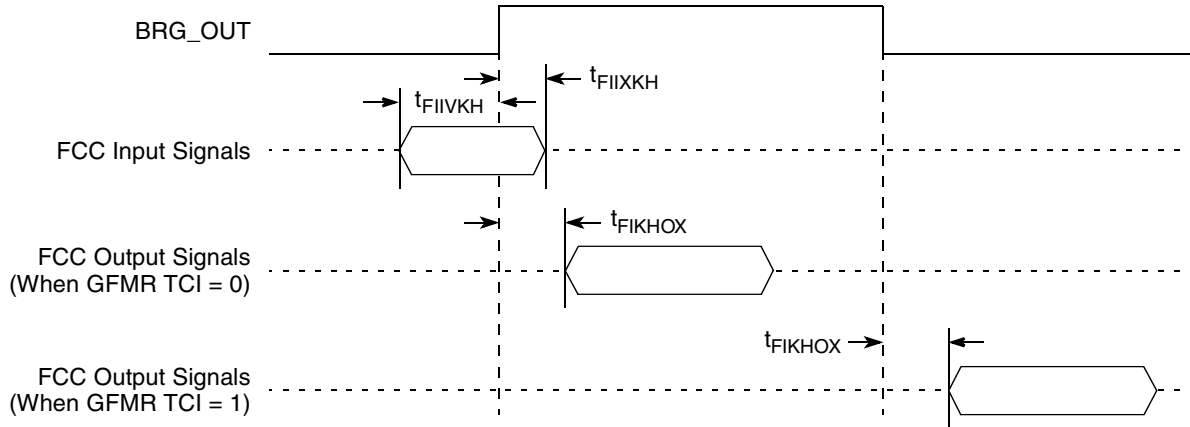 BRG_OUT
tFIIXKH
tFIIVKH
FCC Input Signals
tFIKHOX
FCC Output Signals
(When GFMR TCI = 0)
tFIKHOX
FCC Output Signals
(When GFMR TCI = 1)